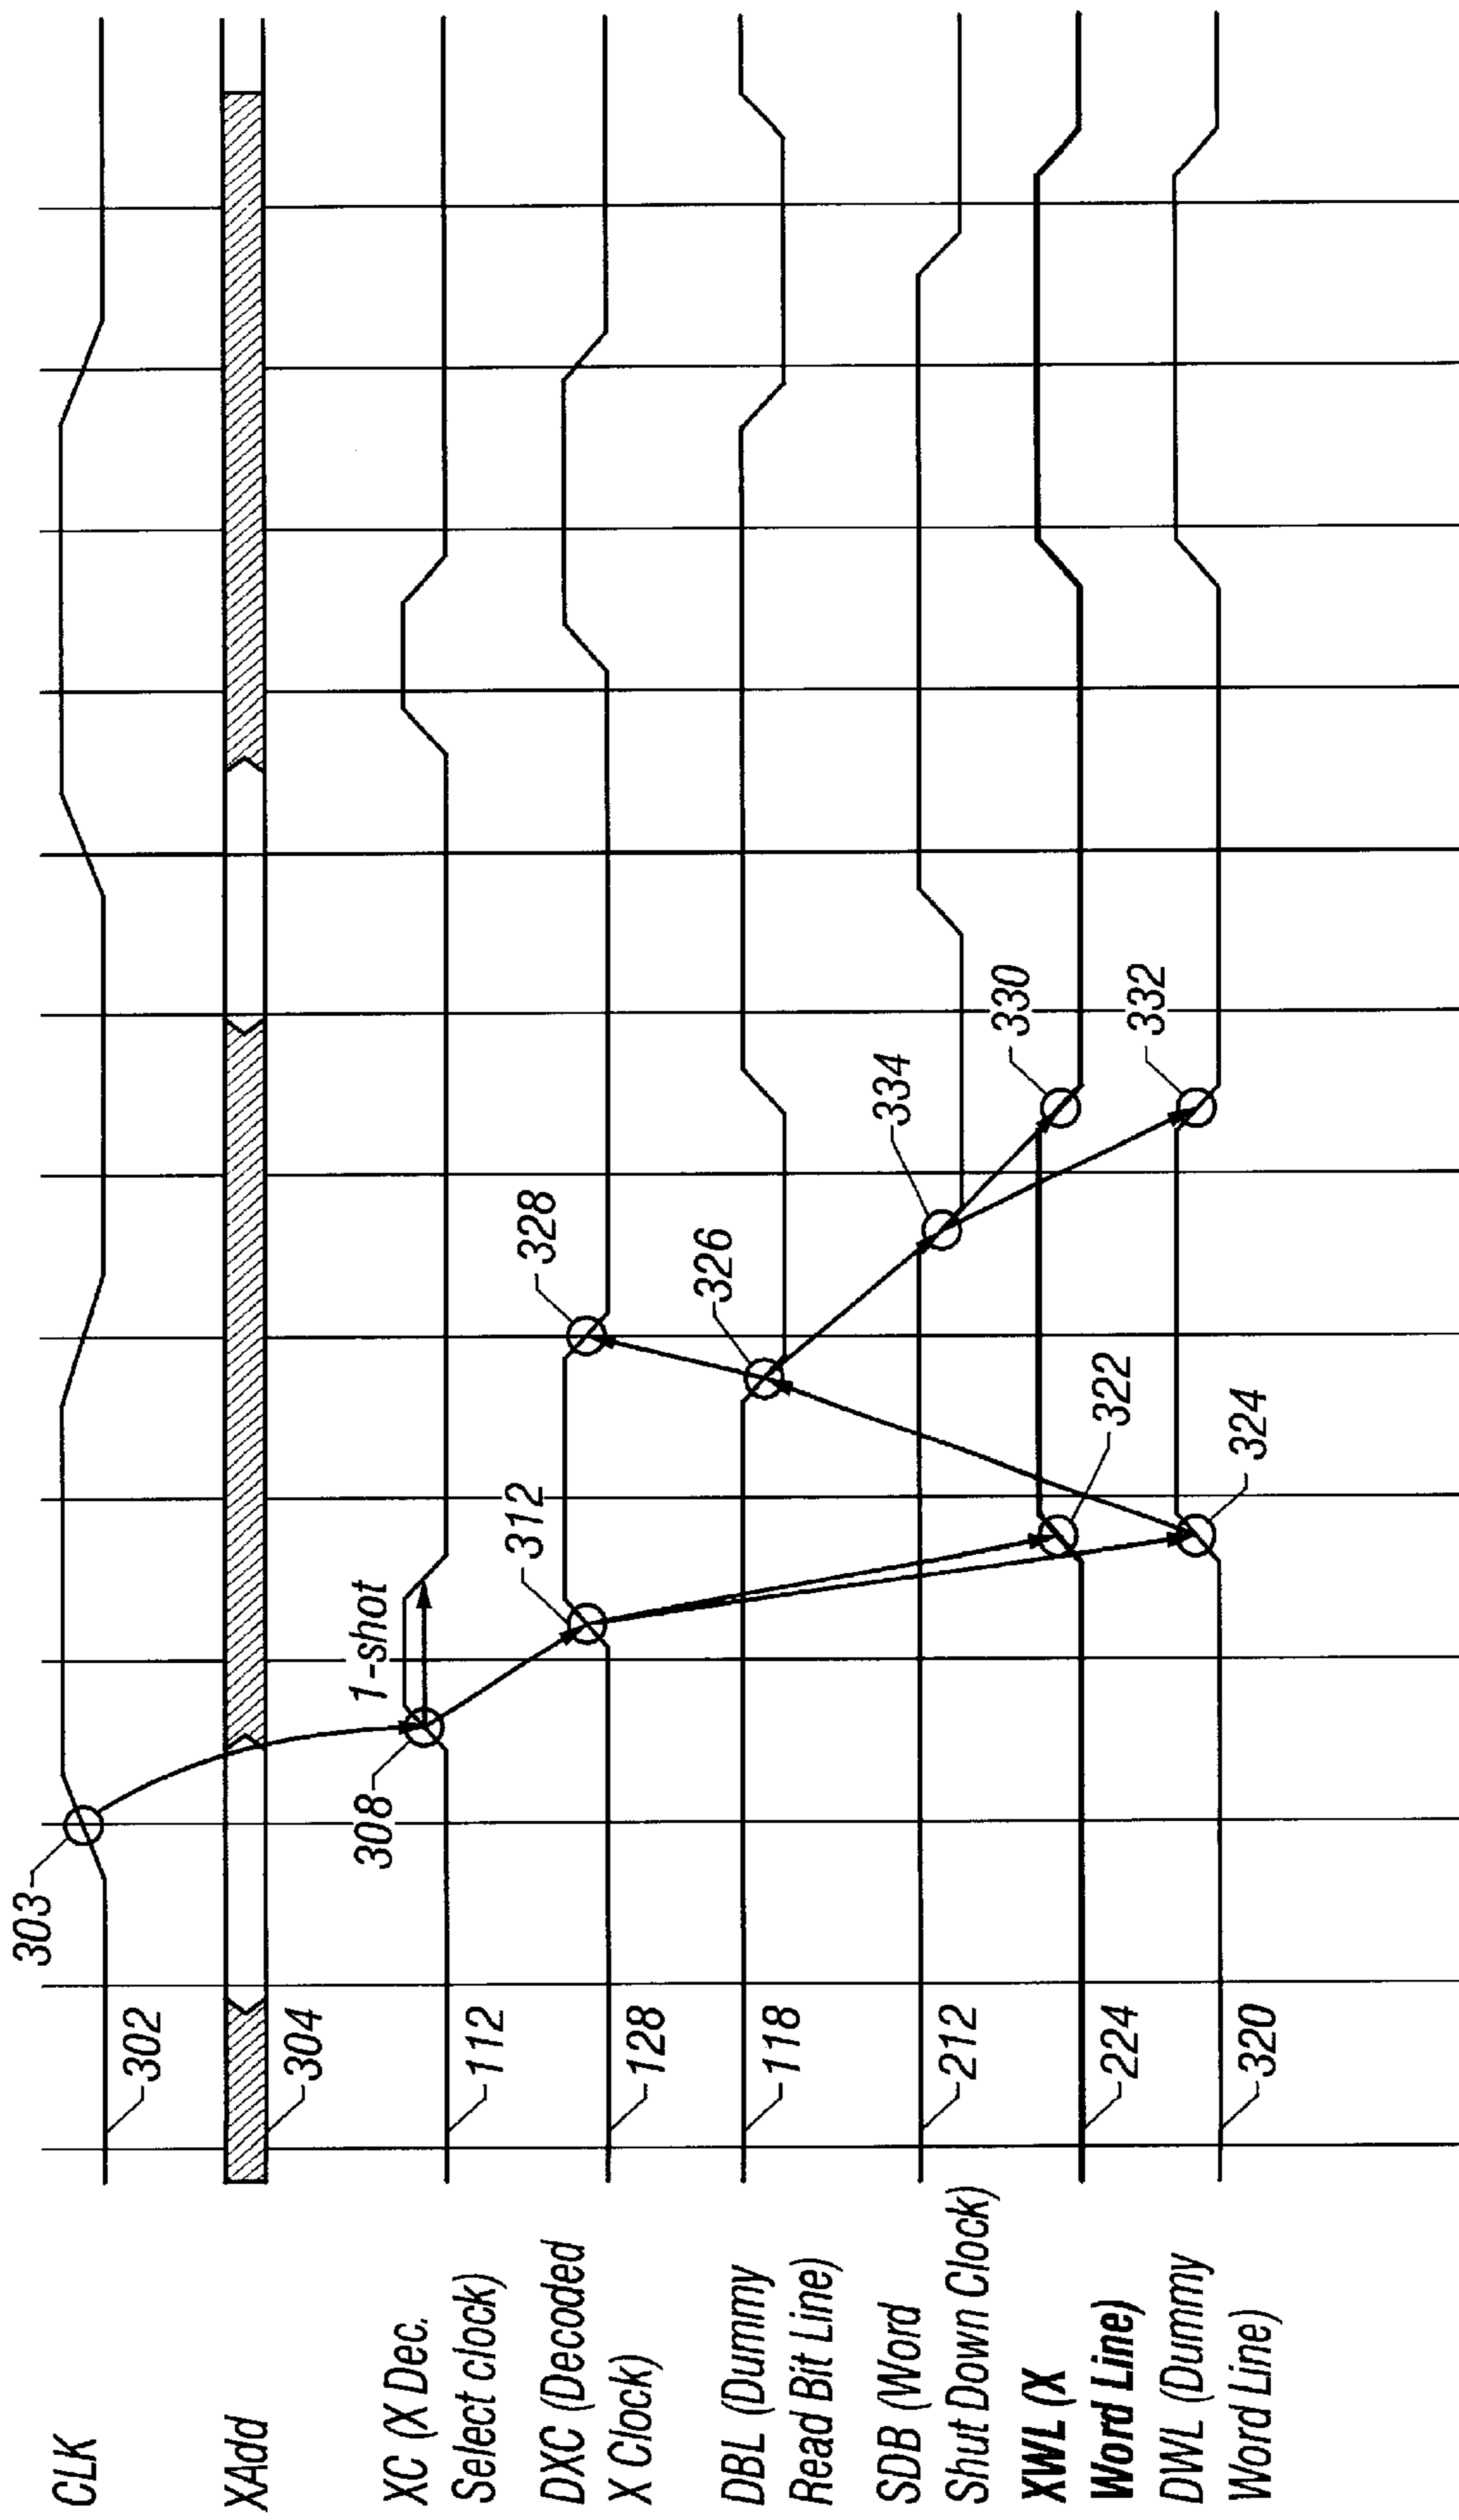 CLK
303
302
XAdd
304
XC (X Dec.
Select clock)
308
1-shot
112
DXC (Decoded
X Clock)
312
328
128
DBL (Dummy
Read Bit Line)
326
118
SDB (Word
Shut Down Clock)
334
212
XWL (X
Word Line)
322
330
224
DWL (Dummy
Word Line)
324
332
320